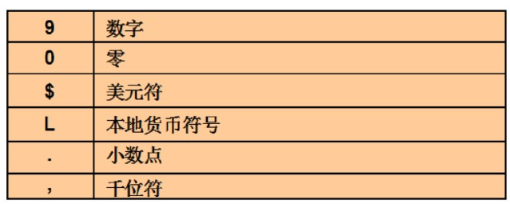 9 数字
0 零
$ 美元符
L 本地货币符号
. 小数点
, 千位符